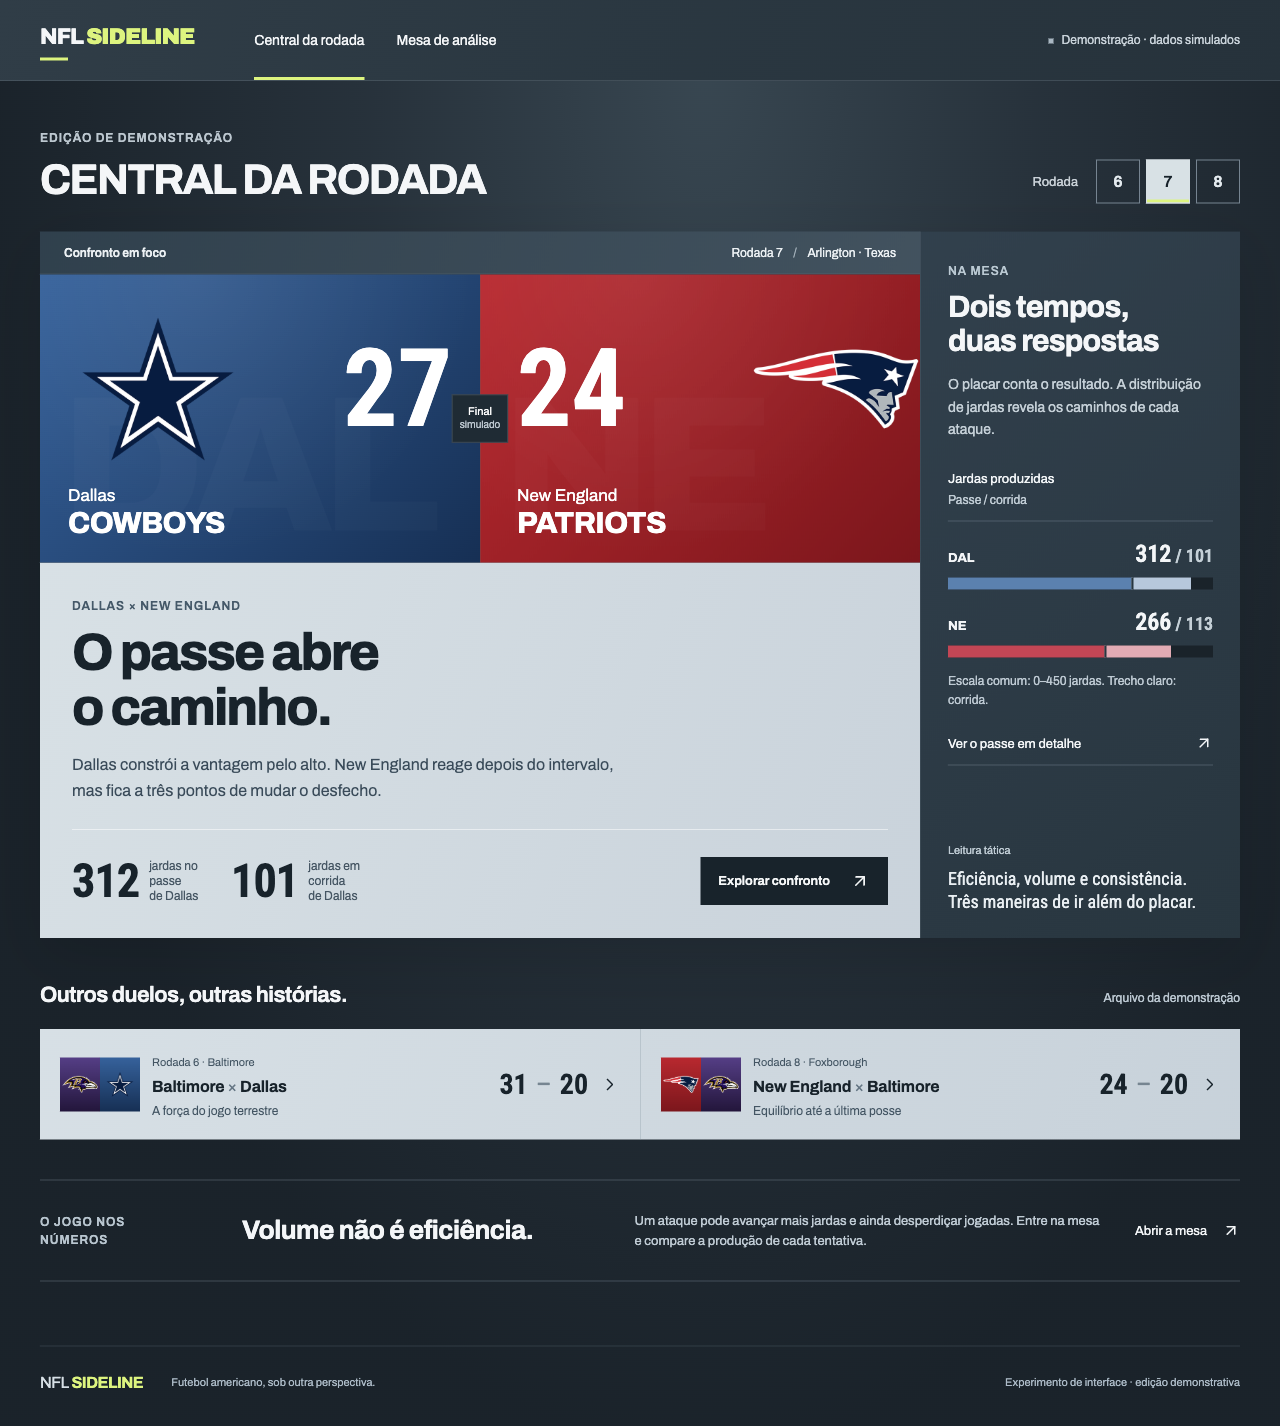 NFL SIDELINE
Central da rodada
Mesa de análise
Demonstração · dados simulados
EDIÇÃO DE DEMONSTRAÇÃO
CENTRAL DA RODADA
Rodada
6
7
8
Confronto em foco
Rodada 7 / Arlington · Texas
DAL
NE
27
Final
simulado
24
Dallas
COWBOYS
New England
PATRIOTS
DALLAS × NEW ENGLAND
O passe abre
o caminho.
Dallas constrói a vantagem pelo alto. New England reage depois do intervalo,
mas fica a três pontos de mudar o desfecho.
312
jardas no
passe
de Dallas
101
jardas em
corrida
de Dallas
Explorar confronto
NA MESA
Dois tempos,
duas respostas
O placar conta o resultado. A distribuição
de jardas revela os caminhos de cada
ataque.
Jardas produzidas
Passe / corrida
DAL
312 / 101
NE
266 / 113
Escala comum: 0–450 jardas. Trecho claro:
corrida.
Ver o passe em detalhe
Leitura tática
Eficiência, volume e consistência.
Três maneiras de ir além do placar.
Outros duelos, outras histórias.
Arquivo da demonstração
Rodada 6 · Baltimore
Baltimore × Dallas
A força do jogo terrestre
31 – 20
Rodada 8 · Foxborough
New England × Baltimore
Equilíbrio até a última posse
24 – 20
O JOGO NOS
NÚMEROS
Volume não é eficiência.
Um ataque pode avançar mais jardas e ainda desperdiçar jogadas. Entre na mesa
e compare a produção de cada tentativa.
Abrir a mesa
NFL SIDELINE
Futebol americano, sob outra perspectiva.
Experimento de interface · edição demonstrativa